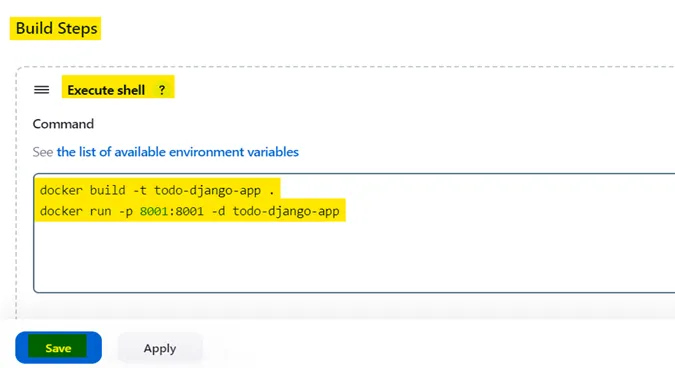 Build Steps
Execute shell ?
Command
See the list of available environment variables
docker build -t todo-django-app .
docker run -p 8001:8001 -d todo-django-app
Save
Apply